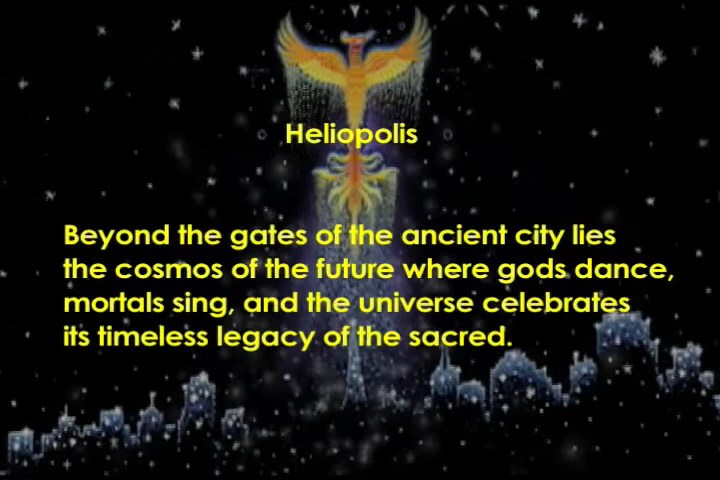 Heliopolis
Beyond the gates of the ancient city lies
the cosmos of the future where gods dance,
mortals sing, and the universe celebrates
its timeless legacy of the sacred.